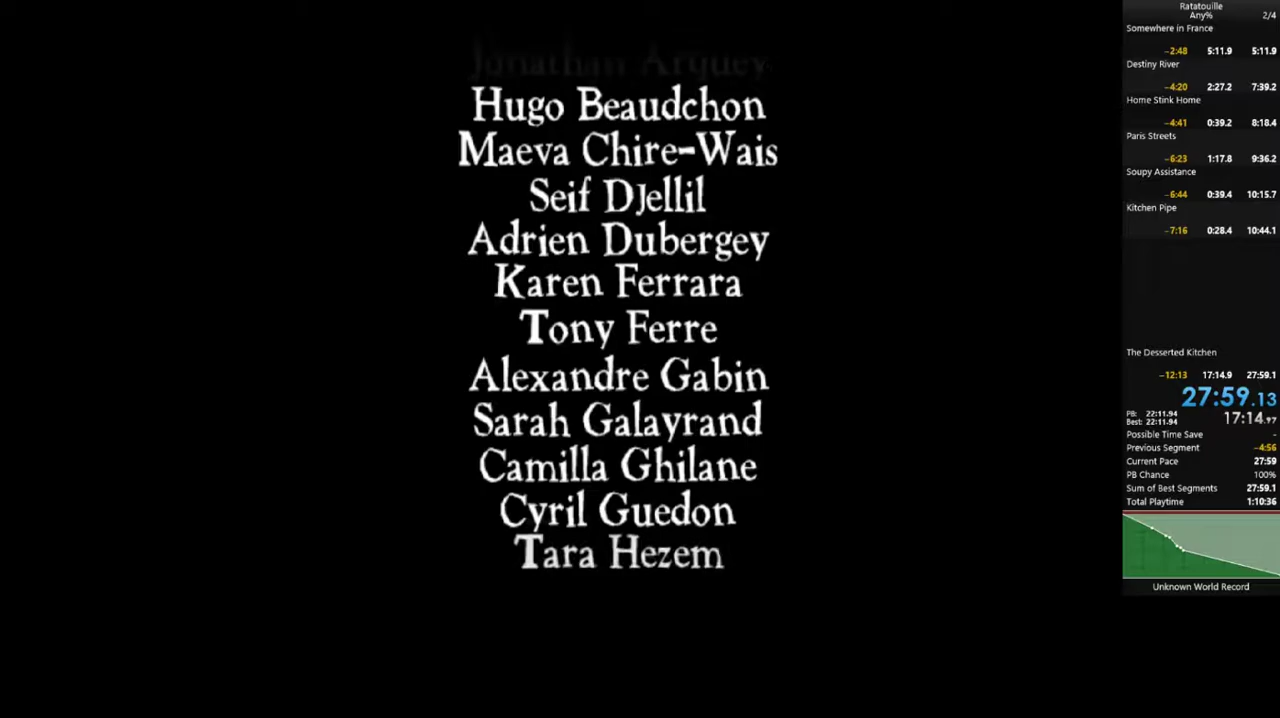 Jonathan Arquey
Hugo Beaudchon
Maeva Chire-Wais
Seif Djellil
Adrien Dubergey
Karen Ferrara
Tony Ferre
Alexandre Gabin
Sarah Galayrand
Camilla Ghilane
Cyril Guedon
Tara Hezem
Ratatouille
Any% 2/4
Somewhere in France
-2:48 5:11.9 5:11.9
Destiny River
-4:20 2:27.2 7:39.2
Home Stink Home
-4:41 0:39.2 8:18.4
Paris Streets
-6:23 1:17.8 9:36.2
Soupy Assistance
-6:44 0:39.4 10:15.7
Kitchen Pipe
-7:16 0:28.4 10:44.1
The Desserted Kitchen
-12:13 17:14.9 27:59.1
27:59.13
PB: 22:11.94
Best: 22:11.94 17:14.97
Possible Time Save -
Previous Segment -4:56
Current Pace 27:59
PB Chance 100%
Sum of Best Segments 27:59.1
Total Playtime 1:10:36
Unknown World Record